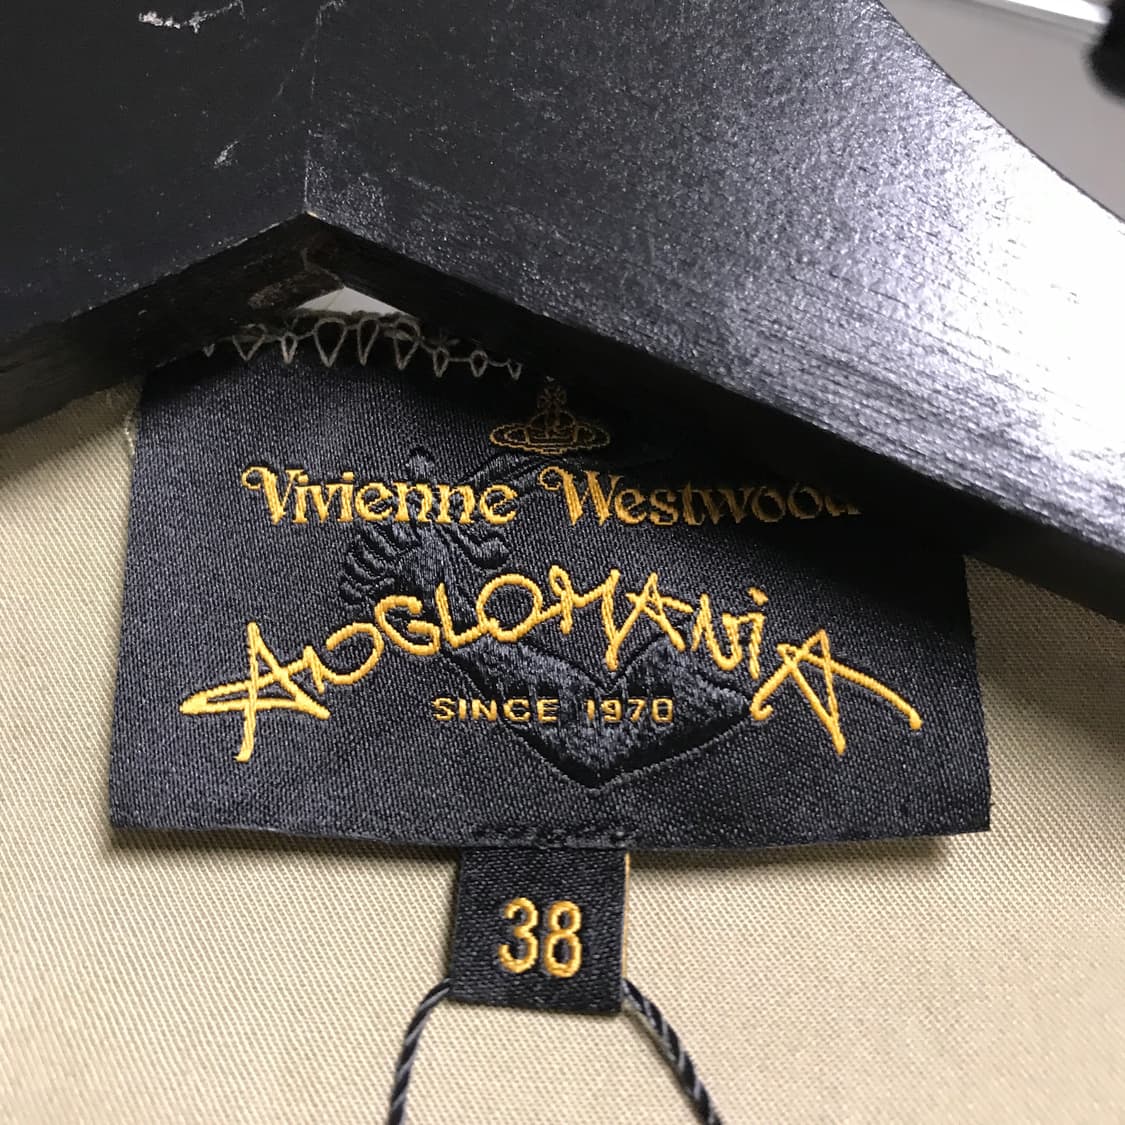 Vivienne Westwood
ANGLOMANiA
SINCE 1970
38